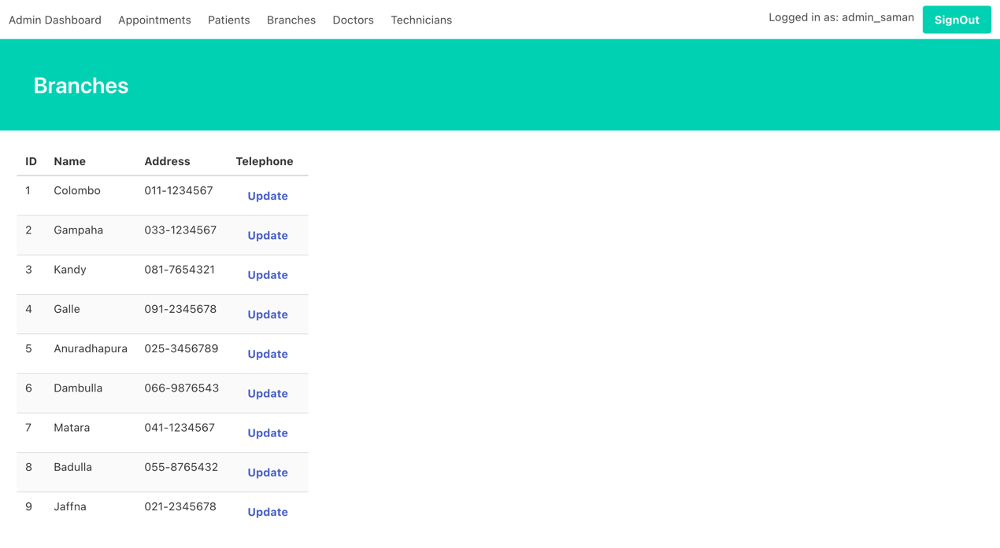 Admin Dashboard Appointments Patients Branches Doctors Technicians Logged in as: admin_saman SignOut
Branches
ID Name Address Telephone
1 Colombo 011-1234567 Update
2 Gampaha 033-1234567 Update
3 Kandy 081-7654321 Update
4 Galle 091-2345678 Update
5 Anuradhapura 025-3456789 Update
6 Dambulla 066-9876543 Update
7 Matara 041-1234567 Update
8 Badulla 055-8765432 Update
9 Jaffna 021-2345678 Update